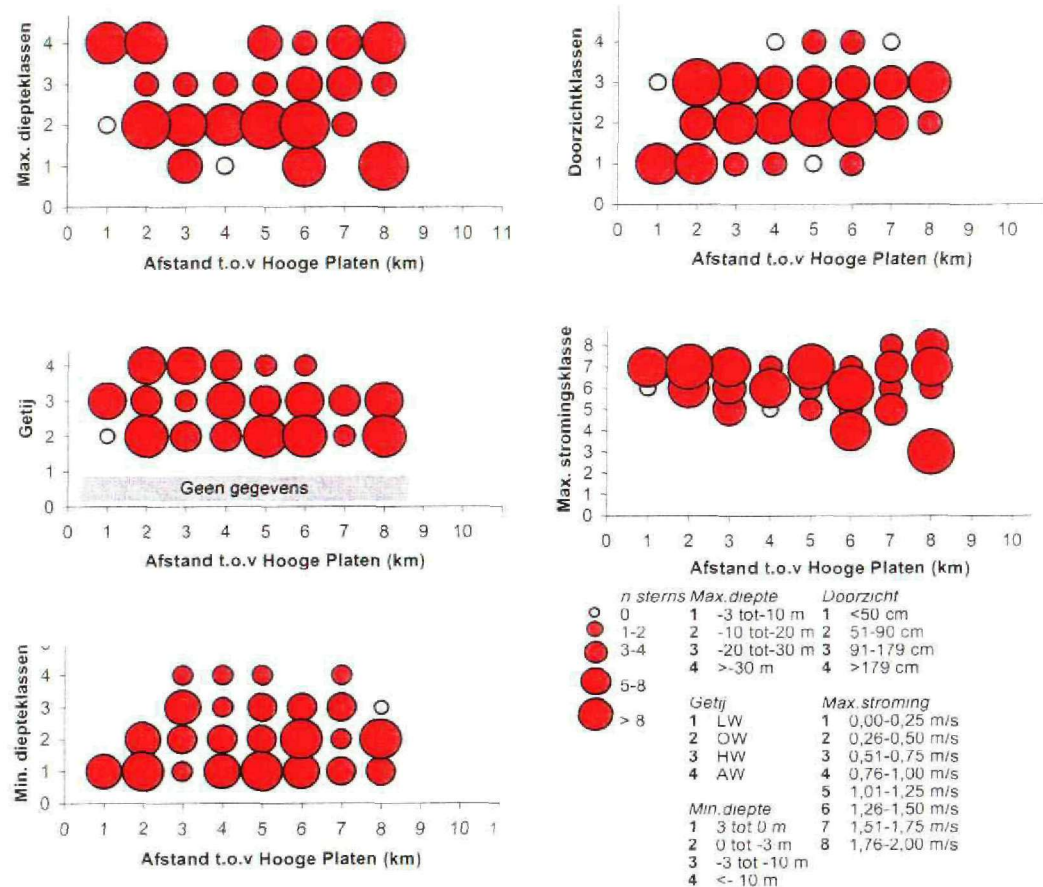 Max. diepteklassen
4
3
2
1
0
0 1 2 3 4 5 6 7 8 9 10 11
Afstand t.o.v Hooge Platen (km)
Doorzichtklassen
4
3
2
1
0
0 1 2 3 4 5 6 7 8 9 10
Afstand t.o.v Hooge Platen (km)
Getij
4
3
2
1
0
Geen gegevens
0 1 2 3 4 5 6 7 8 9 10 11
Afstand t.o.v Hooge Platen (km)
Max. stromingsklasse
8
7
6
5
4
3
2
1
0
0 1 2 3 4 5 6 7 8 9 10
Afstand t.o.v Hooge Platen (km)
Min. diepteklassen
4
3
2
1
0
0 1 2 3 4 5 6 7 8 9 10 1
Afstand t.o.v Hooge Platen (km)
n sterns
0
1-2
3-4
5-8
> 8
Max.diepte
1 -3 tot-10 m
2 -10 tot-20 m
3 -20 tot-30 m
4 >-30 m
Doorzicht
1 <50 cm
2 51-90 cm
3 91-179 cm
4 >179 cm
Getij
1 LW
2 OW
3 HW
4 AW
Max.stroming
1 0,00-0,25 m/s
2 0,26-0,50 m/s
3 0,51-0,75 m/s
4 0,76-1,00 m/s
5 1,01-1,25 m/s
6 1,26-1,50 m/s
7 1,51-1,75 m/s
8 1,76-2,00 m/s
Min.diepte
1 3 tot 0 m
2 0 tot -3 m
3 -3 tot -10 m
4 <- 10 m